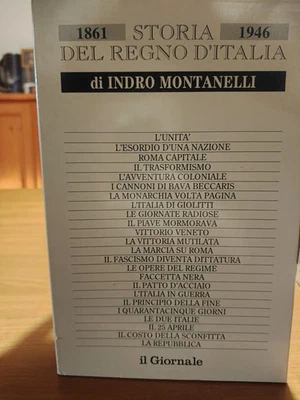 1861 STORIA 1946
DEL REGNO D'ITALIA
di INDRO MONTANELLI
L'UNITA'
L'ESORDIO D'UNA NAZIONE
ROMA CAPITALE
IL TRASFORMISMO
L'AVVENTURA COLONIALE
I CANNONI DI BAVA BECCARIS
LA MONARCHIA VOLTA PAGINA
L'ITALIA DI GIOLITTI
LE GIORNATE RADIOSE
IL PIAVE MORMORAVA
VITTORIO VENETO
LA VITTORIA MUTILATA
LA MARCIA SU ROMA
IL FASCISMO DIVENTA DITTATURA
LE OPERE DEL REGIME
FACCETTA NERA
IL PATTO D'ACCIAIO
L'ITALIA IN GUERRA
IL PRINCIPIO DELLA FINE
I QUARANTACINQUE GIORNI
LE DUE ITALIE
IL 25 APRILE
IL COSTO DELLA SCONFITTA
LA REPUBBLICA
il Giornale